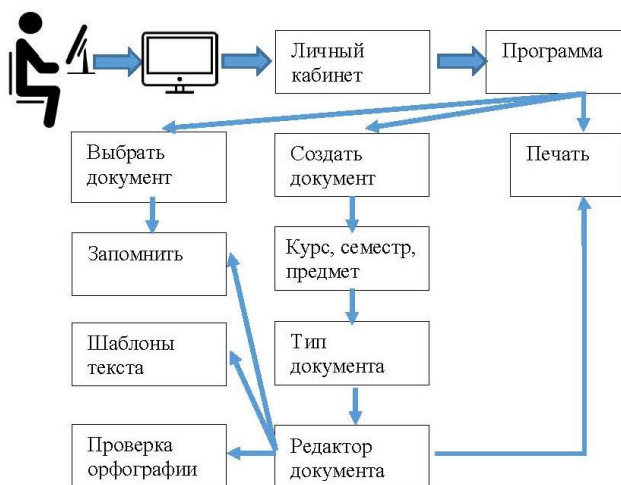 Личный
кабинет
Программа
Выбрать
документ
Создать
документ
Печать
Запомнить
Курс, семестр,
предмет
Шаблоны
текста
Тип
документа
Проверка
орфографии
Редактор
документа